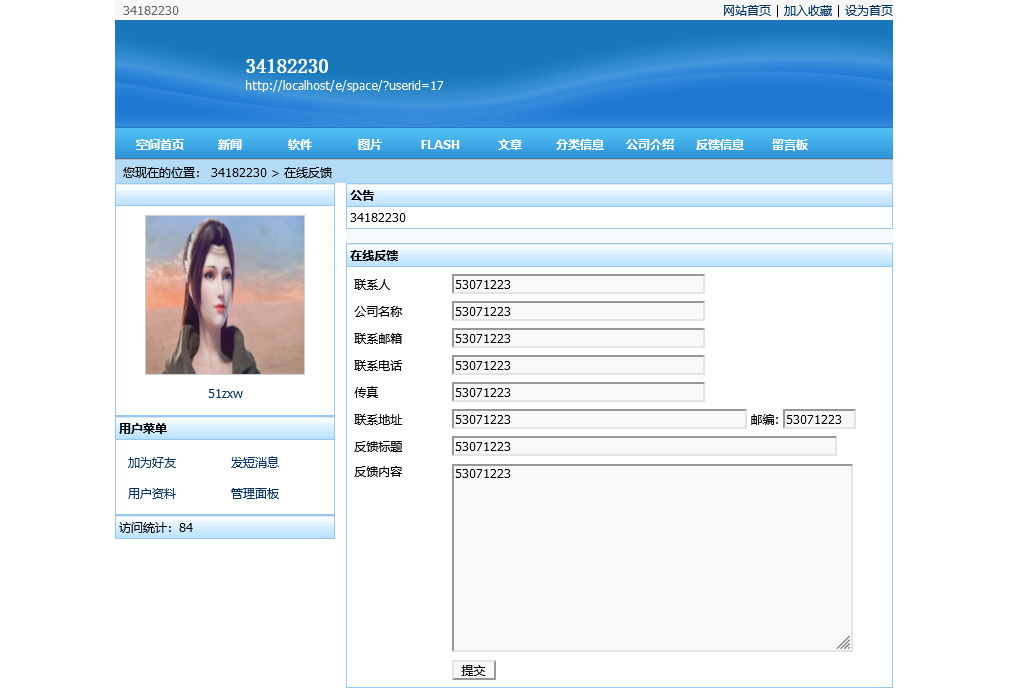 34182230 网站首页 | 加入收藏 | 设为首页
34182230
http://localhost/e/space/?userid=17
空间首页 新闻 软件 图片 FLASH 文章 分类信息 公司介绍 反馈信息 留言板
您现在的位置： 34182230 > 在线反馈
51zxw
用户菜单
加为好友 发短消息
用户资料 管理面板
访问统计：84
公告
34182230
在线反馈
联系人 53071223
公司名称 53071223
联系邮箱 53071223
联系电话 53071223
传真 53071223
联系地址 53071223 邮编: 53071223
反馈标题 53071223
反馈内容 53071223
提交